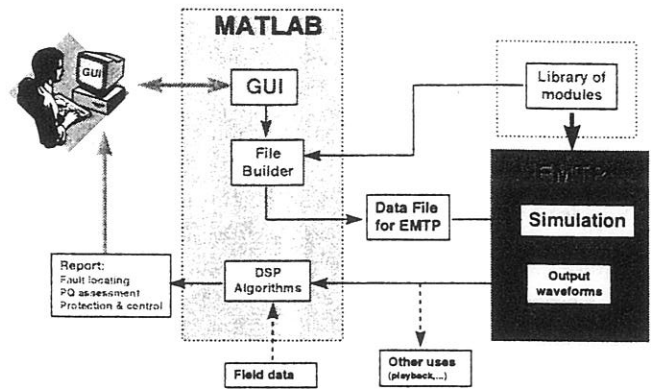 MATLAB
GUI
GUI
Library of
modules
File
Builder
EMTP
Data File
for EMTP
Simulation
Report:
Fault locating
PQ assessment
Protection & control
DSP
Algorithms
Output
waveforms
Field data
Other uses
(playback,...)